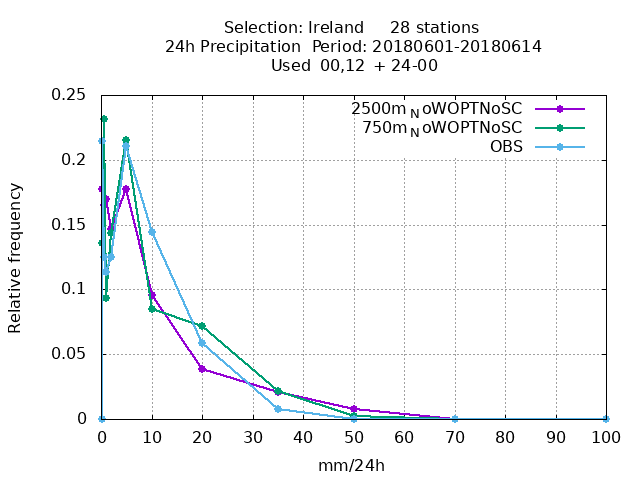 Selection: Ireland 28 stations
24h Precipitation Period: 20180601-20180614
Used 00,12 + 24-00
0.25
0.2
0.15
0.1
0.05
0
Relative frequency
2500m_NoWOPTNoSC
750m_NoWOPTNoSC
OBS
0 10 20 30 40 50 60 70 80 90 100
mm/24h